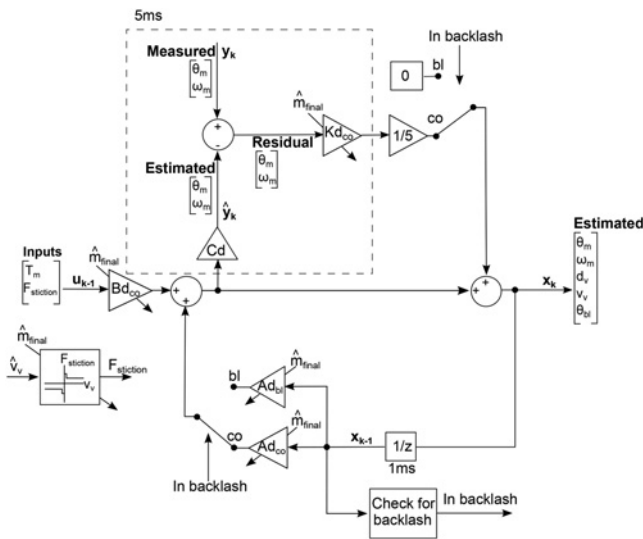 5ms
Measured y_k
[θ_m
ω_m]
In backlash
0
bl
m̂_final
co
+
-
Kd_co
1/5
Residual
[θ_m
ω_m]
Estimated
[θ_m
ω_m]
ŷ_k
Cd
Inputs
[T_m
F_stiction]
m̂_final
u_k-1
Bd_co
+
+
+
+
+
x_k
Estimated
[θ_m
ω_m
d_v
v_v
θ_bl]
m̂_final
v̂_v
F_stiction
v_v
F_stiction
bl
Ad_bl
m̂_final
co
Ad_co
m̂_final
x_k-1
1/z
1ms
In backlash
Check for
backlash
In backlash